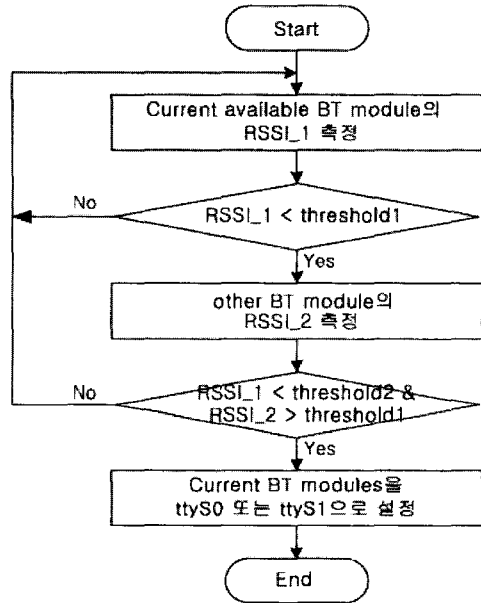 Start
Current available BT module의
RSSI_1 측정
No
RSSI_1 < threshold1
Yes
other BT module의
RSSI_2 측정
No
RSSI_1 < threshold2 &
RSSI_2 > threshold1
Yes
Current BT modules을
ttyS0 또는 ttyS1으로 설정
End